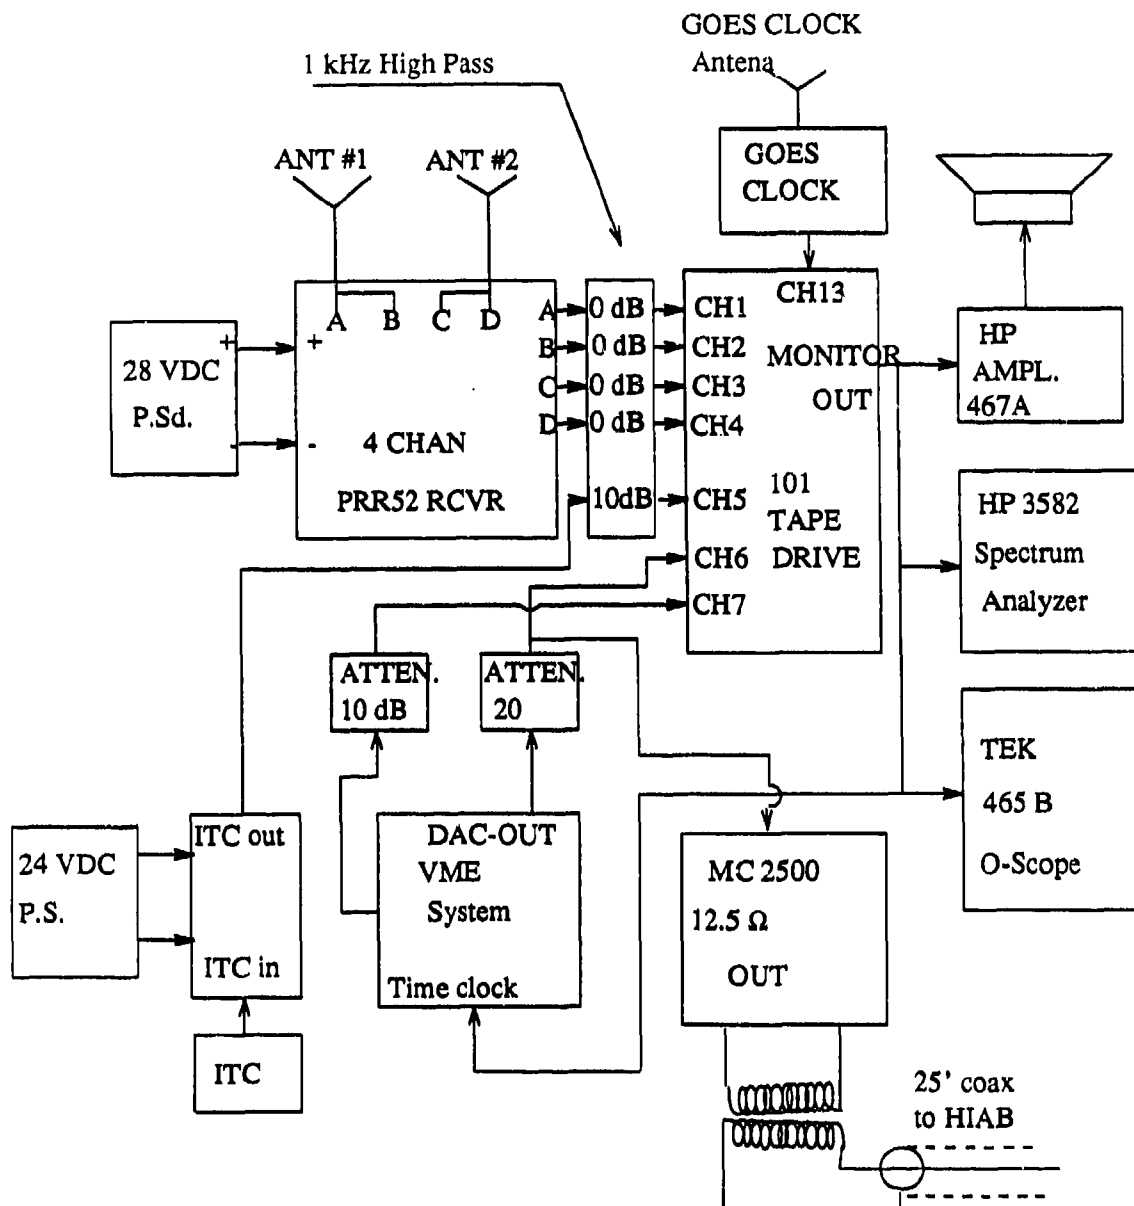 GOES CLOCK
Antena
1 kHz High Pass
ANT #1
ANT #2
GOES
CLOCK
A B C D
+ +
- -
28 VDC
P.Sd.
4 CHAN
PRR52 RCVR
A 0 dB CH1
B 0 dB CH2
C 0 dB CH3
D 0 dB CH4
10dB CH5
CH6
CH7
CH13
MONITOR
OUT
101
TAPE
DRIVE
HP
AMPL.
467A
HP 3582
Spectrum
Analyzer
ATTEN.
10 dB
ATTEN.
20
TEK
465 B
O-Scope
24 VDC
P.S.
ITC out
ITC in
ITC
DAC-OUT
VME
System
Time clock
MC 2500
12.5 Ω
OUT
25' coax
to HIAB